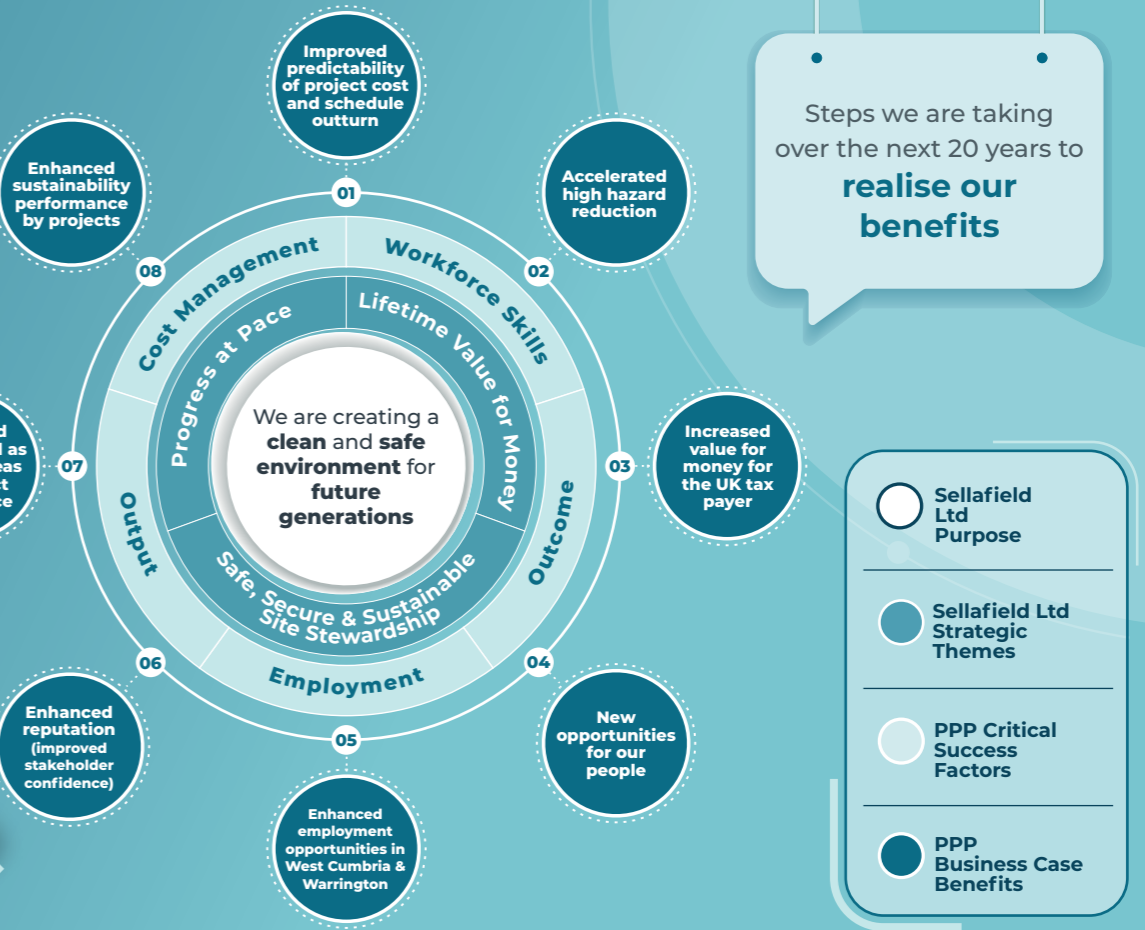 Improved
predictability
of project cost
and schedule
outturn
Enhanced
sustainability
performance
by projects
Accelerated
high hazard
reduction
Steps we are taking
over the next 20 years to
realise our
benefits
01
08
02
Cost Management
Workforce Skills
Progress at Pace
Lifetime Value for Money
We are creating a
clean and safe
environment for
future
generations
as
07
03
Increased
value for
money for
the UK tax
payer
Output
Outcome
Safe, Secure & Sustainable
Site Stewardship
Employment
06
04
05
Enhanced
reputation
(improved
stakeholder
confidence)
New
opportunities
for our
people
Enhanced
employment
opportunities in
West Cumbria &
Warrington
Sellafield
Ltd
Purpose
Sellafield Ltd
Strategic
Themes
PPP Critical
Success
Factors
PPP
Business Case
Benefits